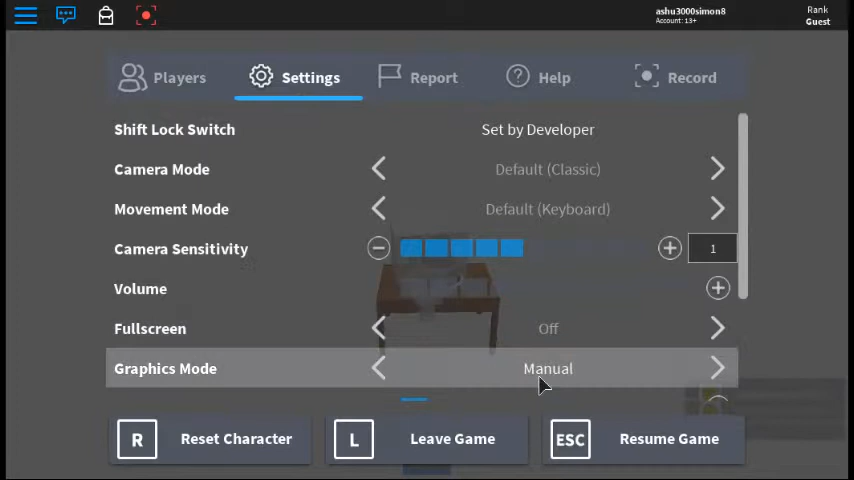 ashu3000simon8
Account: 13+
Rank
Guest
Players
Settings
Report
Help
Record
Shift Lock Switch
Set by Developer
Camera Mode
Default (Classic)
Movement Mode
Default (Keyboard)
Camera Sensitivity
1
Volume
Fullscreen
Off
Graphics Mode
Manual
R Reset Character
L Leave Game
ESC Resume Game